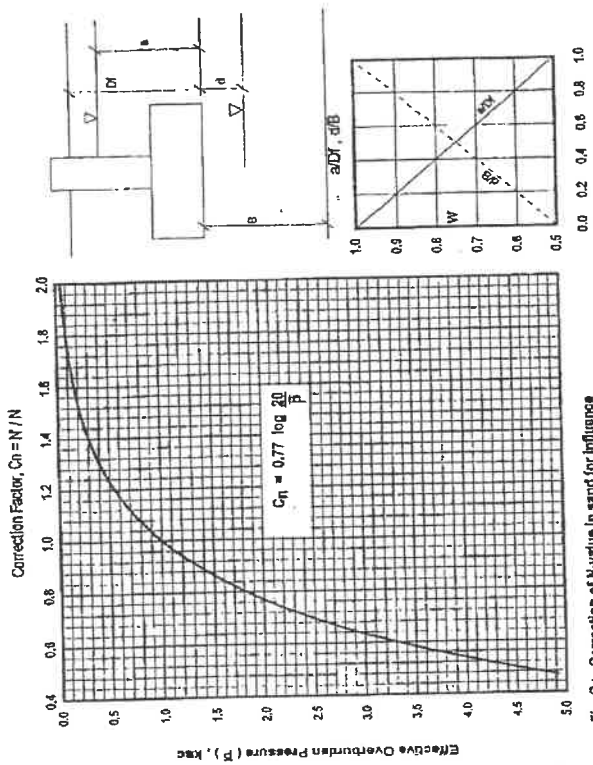 Correction Factor, Cn = N' / N
0.4 0.6 0.8 1.0 1.2 1.4 1.6 1.8 2.0
0.0
0.5
1.0
1.5
2.0
2.5
3.0
3.5
4.0
4.5
5.0
Effective Overburden Pressure ( P̄ ) , ksc
Cn = 0.77 log 20
P̄
Correction of N-value in sand for influence
Df
a
d
B
a/Df , d/B
1.0
0.9
0.8
0.7
0.6
0.5
W
a/Df
d/B
0.0 0.2 0.4 0.6 0.8 1.0